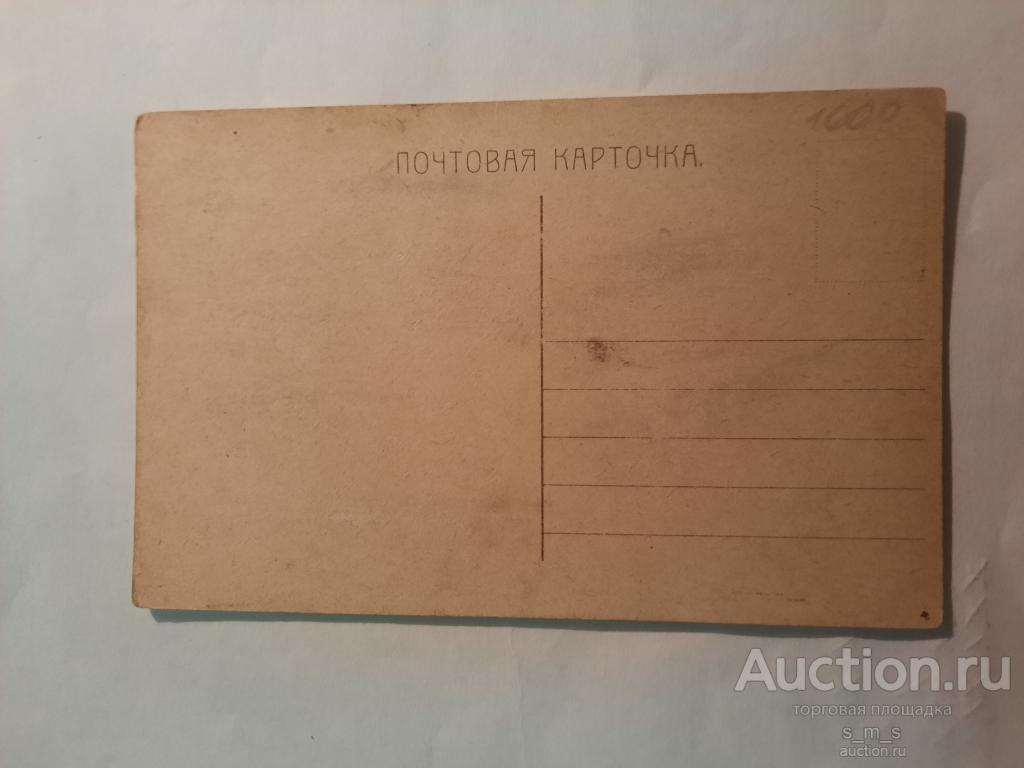 1600
ПОЧТОВАЯ КАРТОЧКА.
Auction.ru
торговая площадка
s_m_s
auction.ru